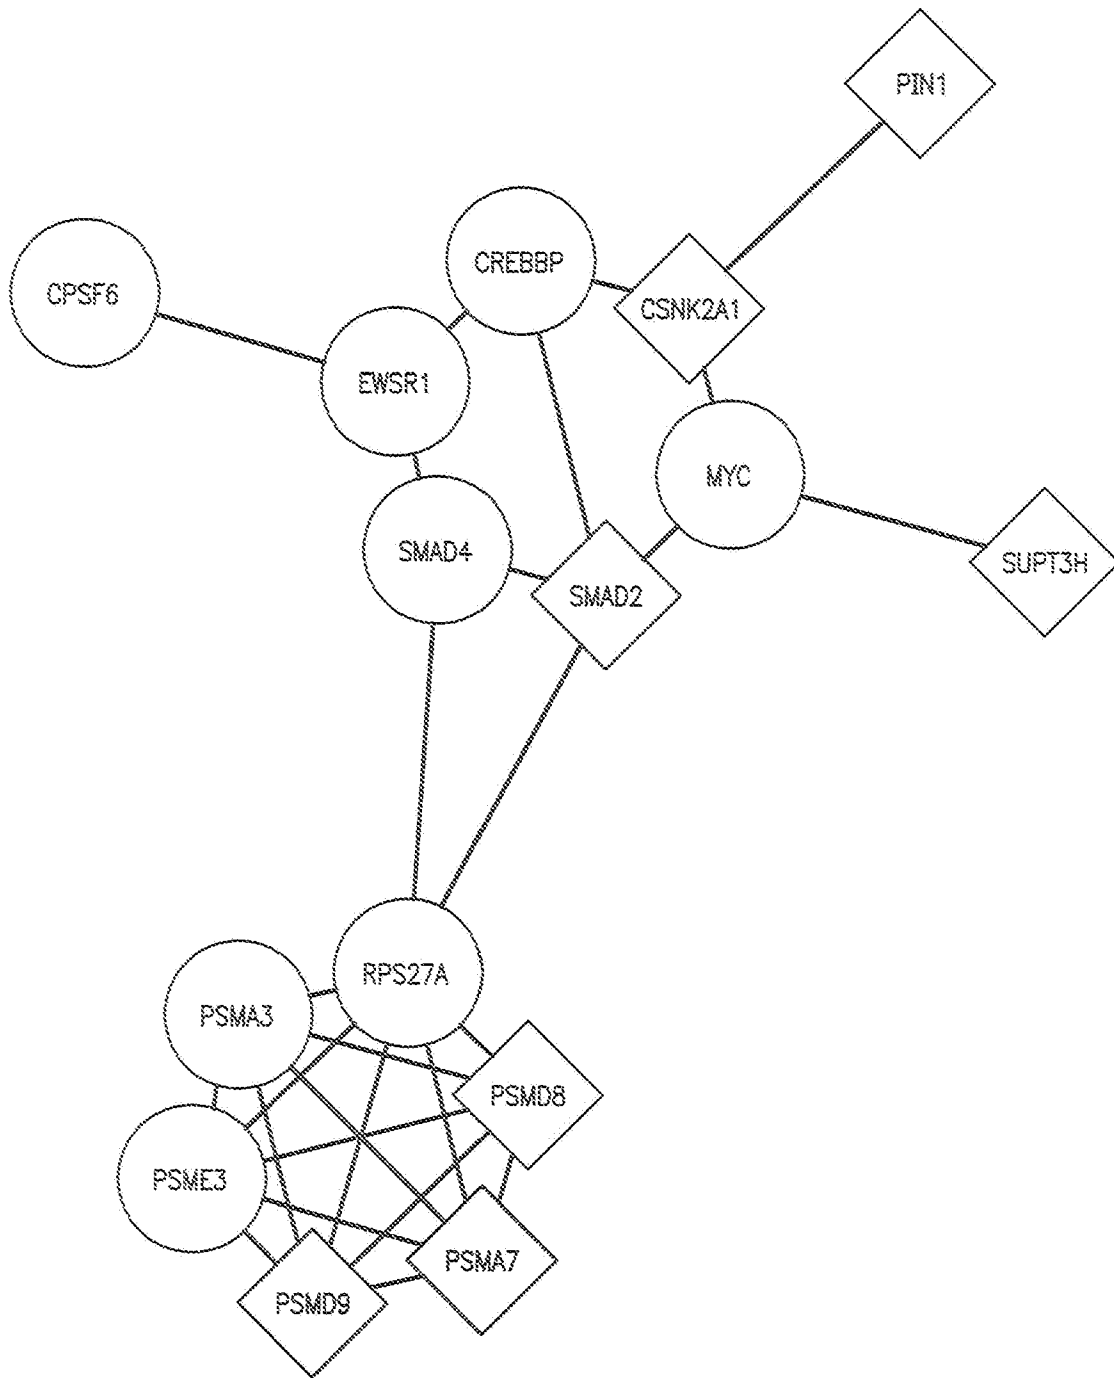 PIN1
CREBBP
CPSF6
CSNK2A1
EWSR1
MYC
SMAD4
SUPT3H
SMAD2
RPS27A
PSMA3
PSMD8
PSME3
PSMA7
PSMD9